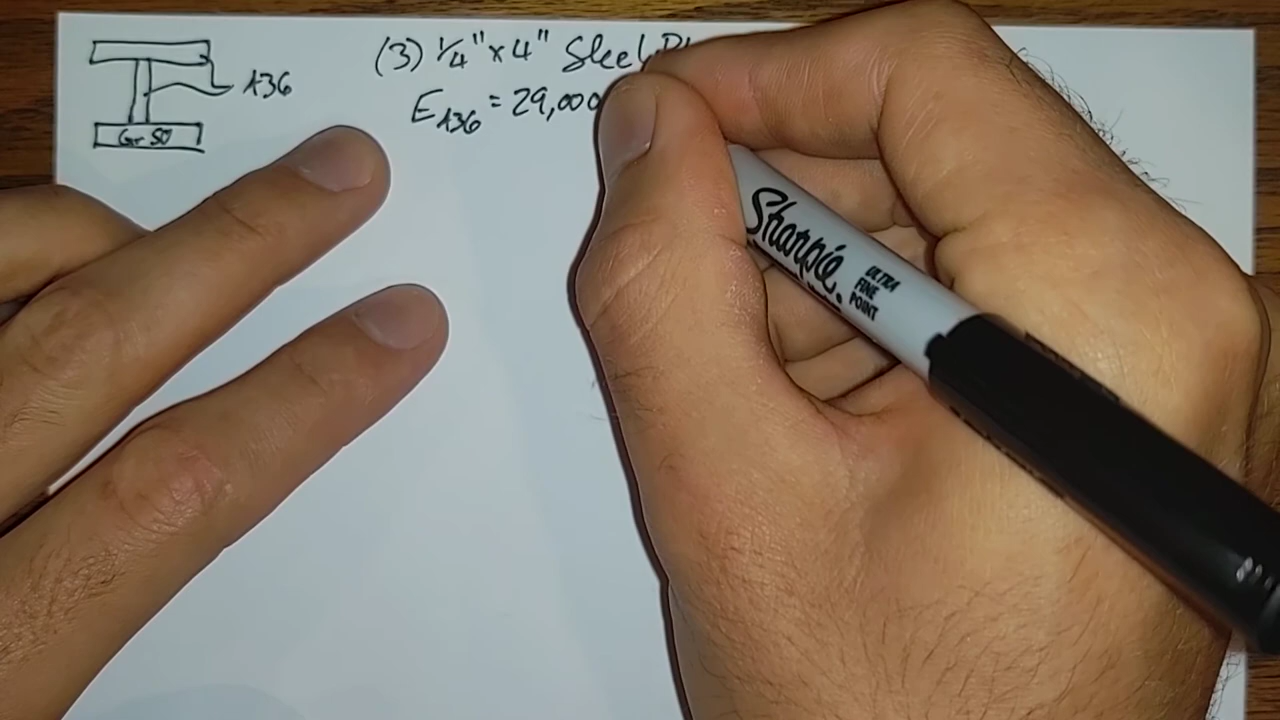 (3) 1/4" x 4" Steel
E A36 = 29,000
A36
Gr 50
Sharpie.
ULTRA
FINE
POINT